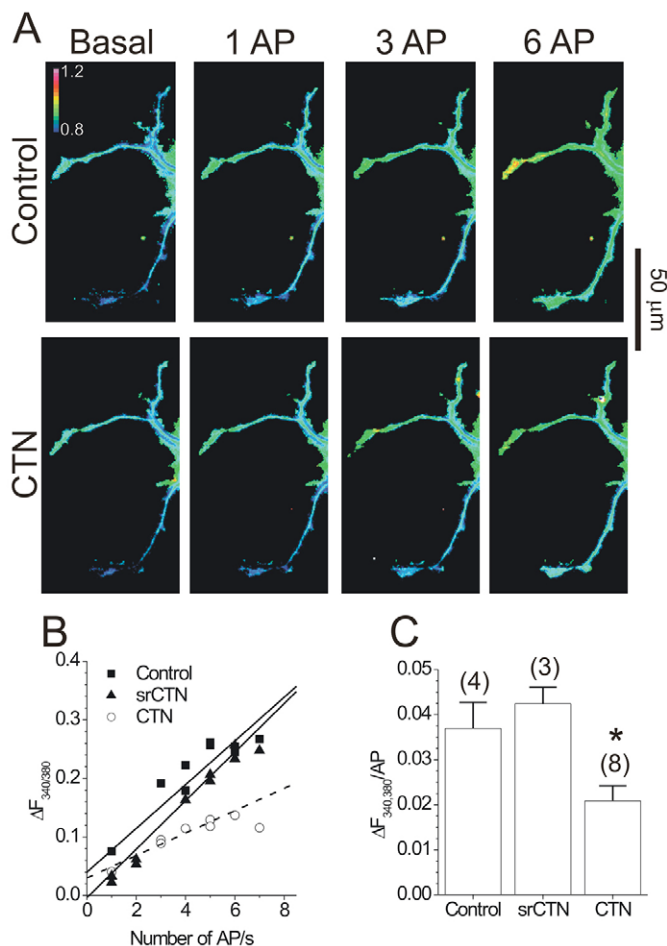 A
Basal 1 AP 3 AP 6 AP
1.2
0.8
Control
50 µm
CTN
B
0.4
0.3
0.2
0.1
0.0
ΔF340/380
Control
srCTN
CTN
0 2 4 6 8
Number of AP/s
C
0.05
0.04
0.03
0.02
0.01
0.00
ΔF340.380/AP
(4)
(3)
*
(8)
Control srCTN CTN